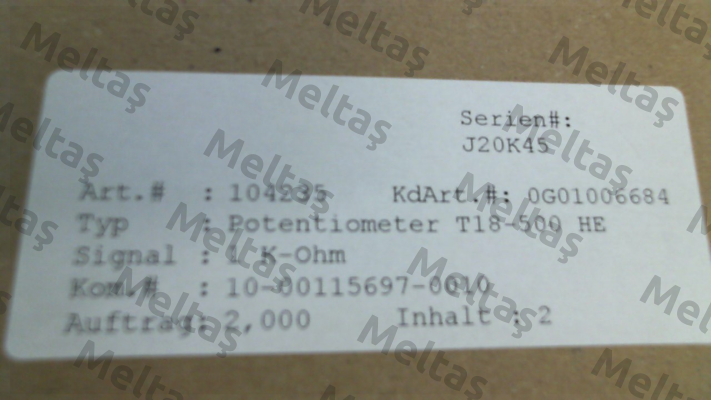 Serien#:
J20K45
Art.# : 104235 KdArt.#: 0G01006684
Typ : Potentiometer T18-500 HE
Signal : 1 K-Ohm
Kom.# : 10-00115697-0010
Auftrag: 2,000 Inhalt : 2
Meltaş